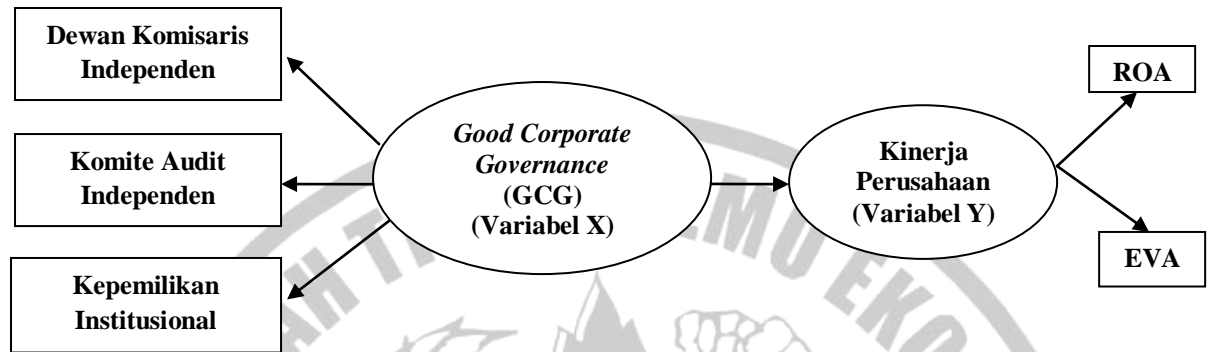 Dewan Komisaris
Independen
Komite Audit
Independen
Kepemilikan
Institusional
Good Corporate
Governance
(GCG)
(Variabel X)
Kinerja
Perusahaan
(Variabel Y)
ROA
EVA